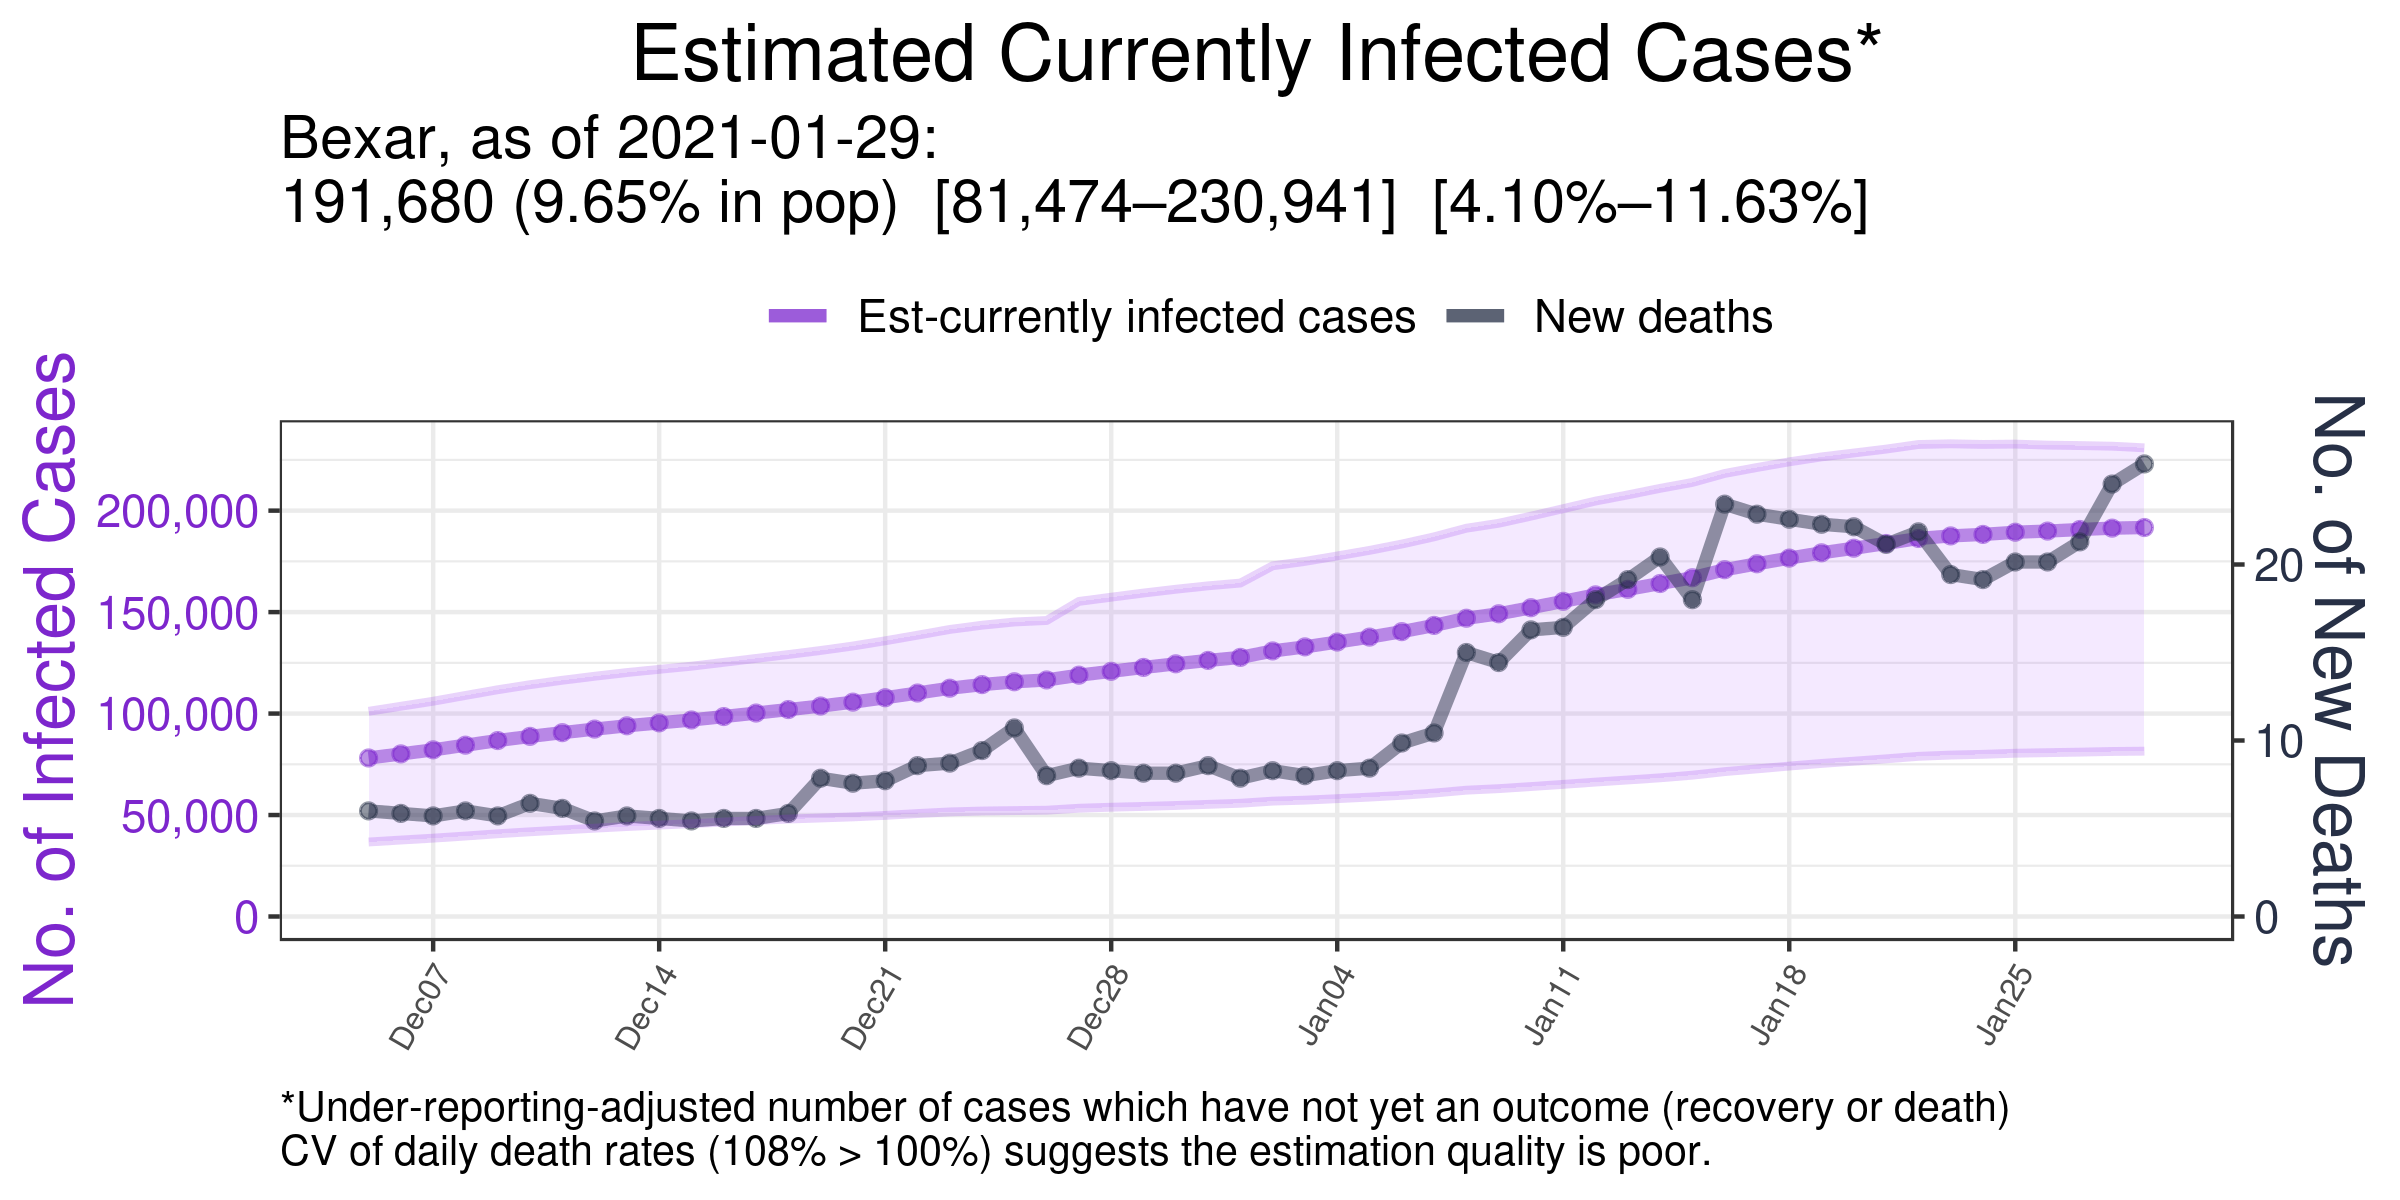 Estimated Currently Infected Cases*
Bexar, as of 2021-01-29:
191,680 (9.65% in pop)  [81,474–230,941]  [4.10%–11.63%]
Est-currently infected cases
New deaths
No. of Infected Cases
200,000
150,000
100,000
50,000
0
No. of New Deaths
20
10
0
Dec07
Dec14
Dec21
Dec28
Jan04
Jan11
Jan18
Jan25
*Under-reporting-adjusted number of cases which have not yet an outcome (recovery or death)
CV of daily death rates (108% > 100%) suggests the estimation quality is poor.